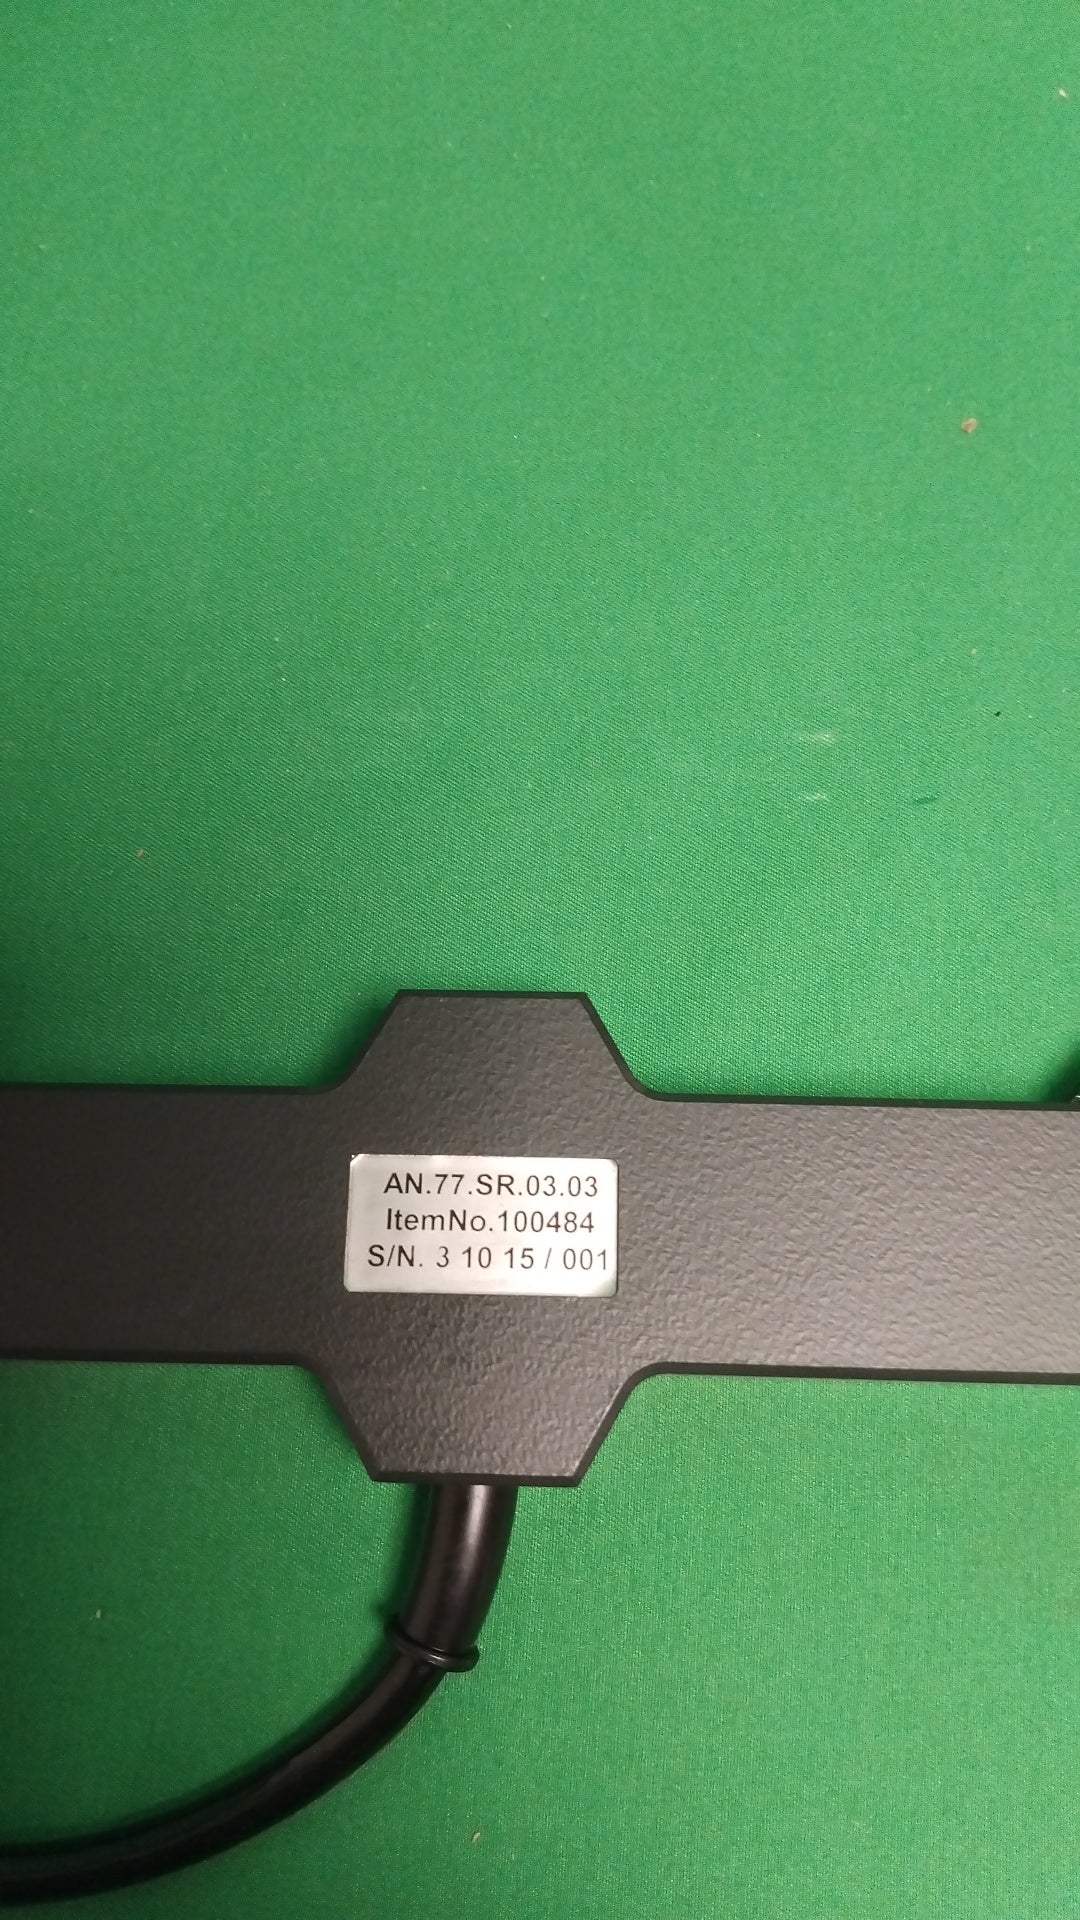 AN.77.SR.03.03
ItemNo.100484
S/N. 3 10 15 / 001